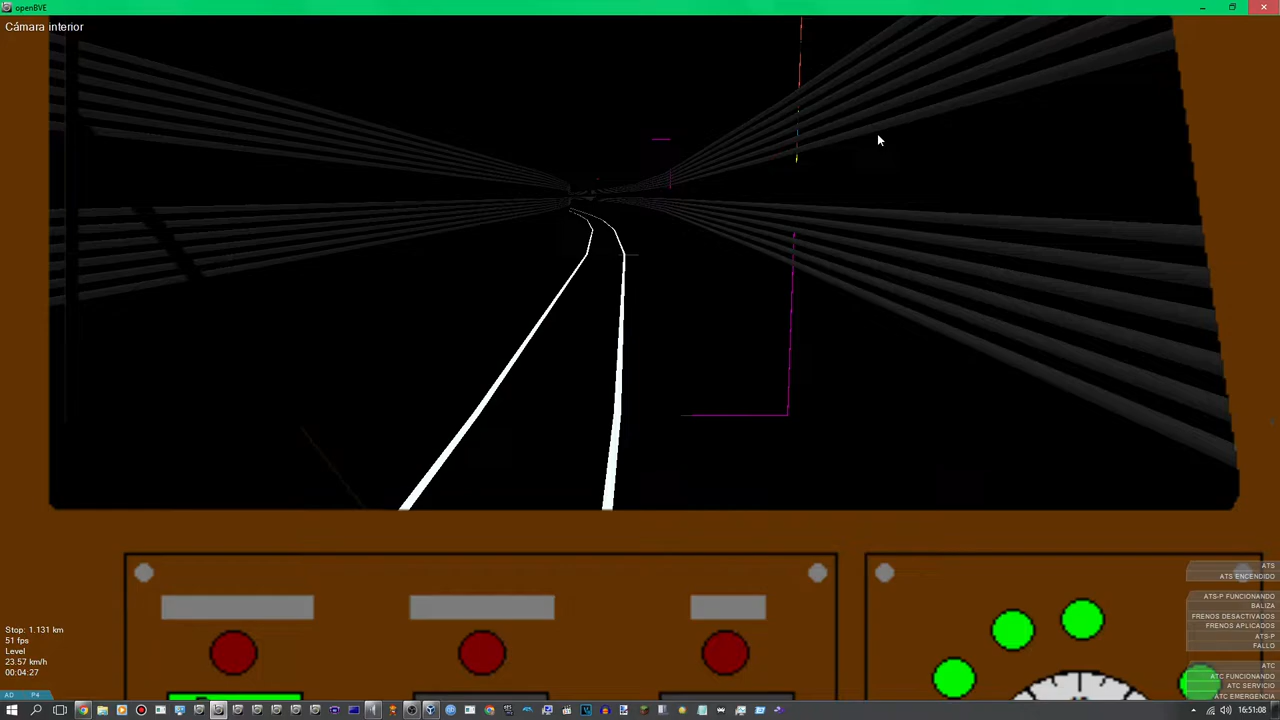 openBVE
Cámara interior
ATS
ATS ENCENDIDO
ATS-P FUNCIONANDO
BALIZA
FRENOS DESACTIVADOS
FRENOS APLICADOS
ATS-P
FALLO
ATC
ATC FUNCIONANDO
ATC SERVICIO
ATC EMERGENCIA
Stop: 1.131 km
51 fps
Level
23.57 km/h
00:04:27
AD P4
16:51:08